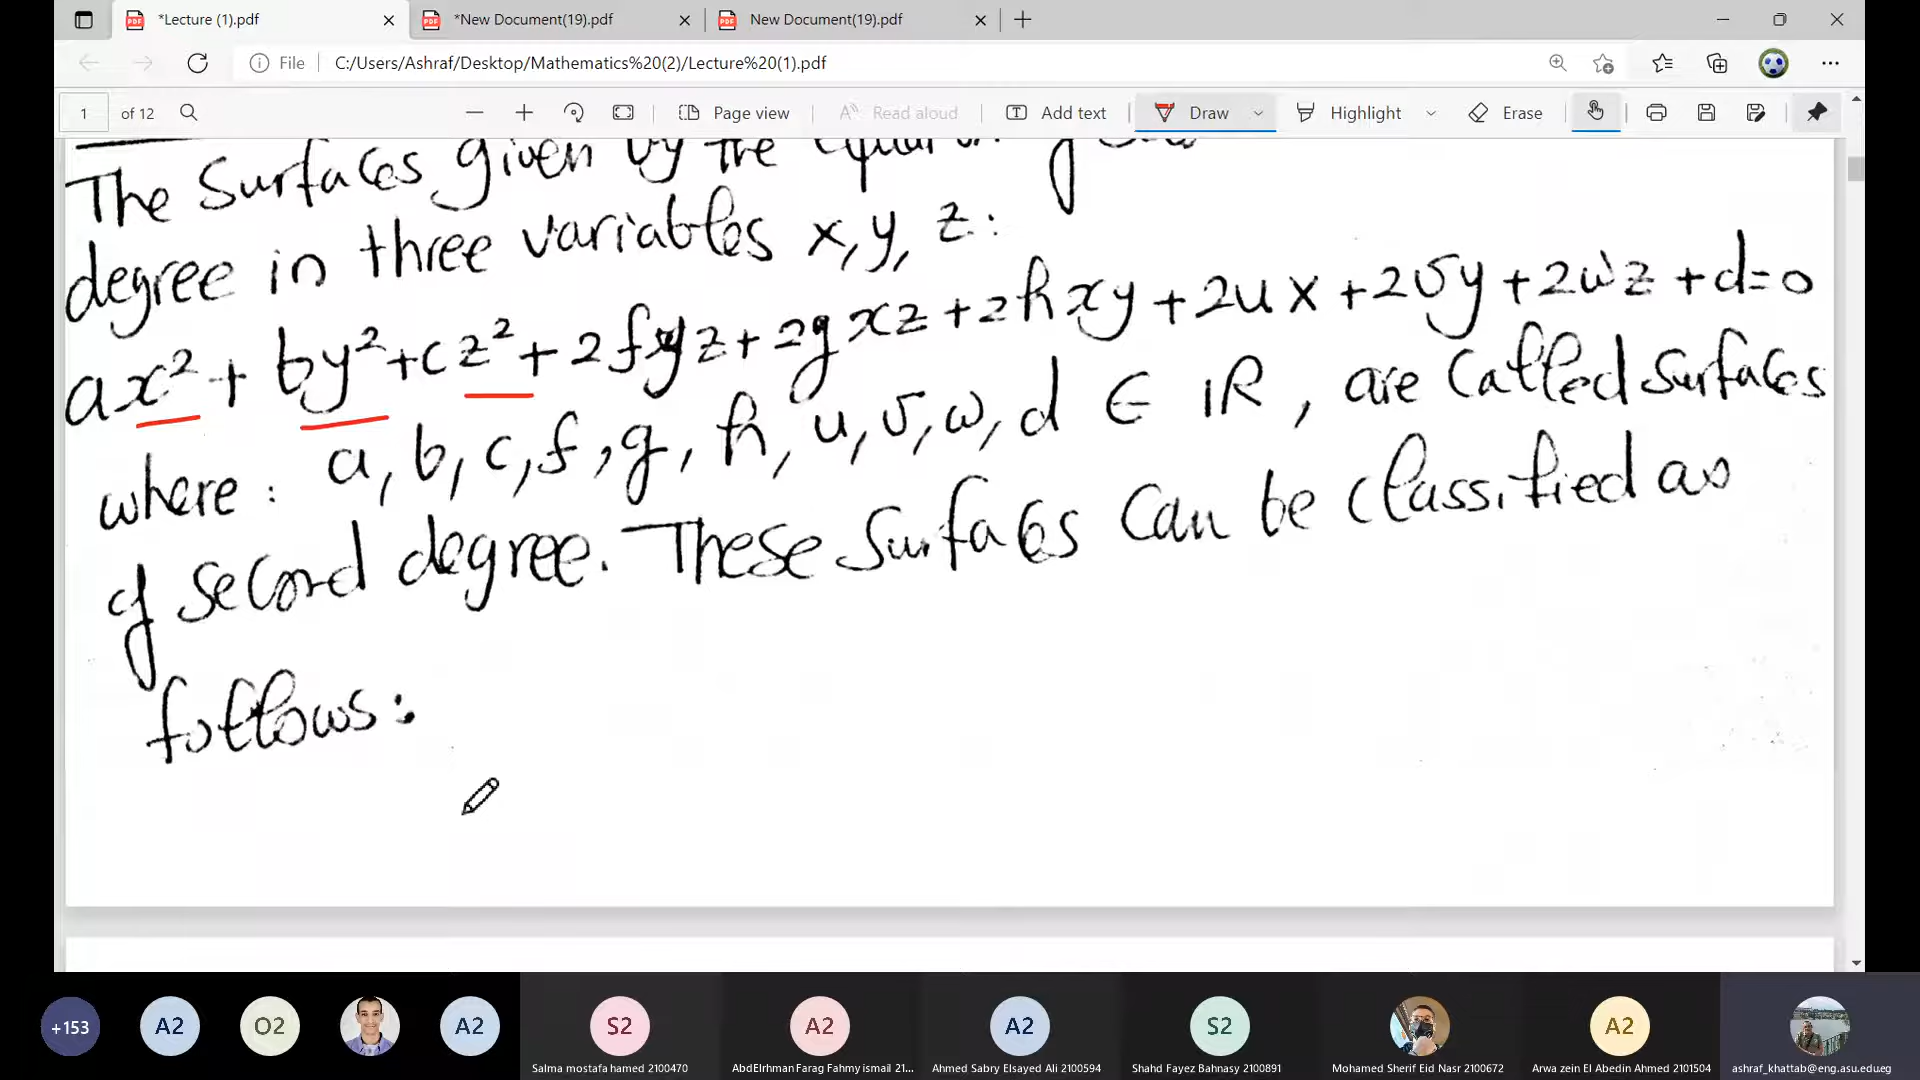 *Lecture (1).pdf
*New Document(19).pdf
New Document(19).pdf
File
C:/Users/Ashraf/Desktop/Mathematics%20(2)/Lecture%20(1).pdf
1 of 12
Page view
Read aloud
Add text
Draw
Highlight
Erase
The Surfaces given by the equation of
degree in three variables x, y, z:
ax² + by² + cz² + 2fyz + 2gxz + 2hxy + 2ux + 2vy + 2wz + d = 0
where: a, b, c, f, g, h, u, v, w, d ∈ IR, are called surfaces
of second degree. These surfaces can be classified as
follows:
+153
A2
O2
A2
S2
A2
A2
S2
A2
Salma mostafa hamed 2100470
AbdElrhman Farag Fahmy ismail 21...
Ahmed Sabry Elsayed Ali 2100594
Shahd Fayez Bahnasy 2100891
Mohamed Sherif Eid Nasr 2100672
Arwa zein El Abedin Ahmed 2101504
ashraf_khattab@eng.asu.edu.eg